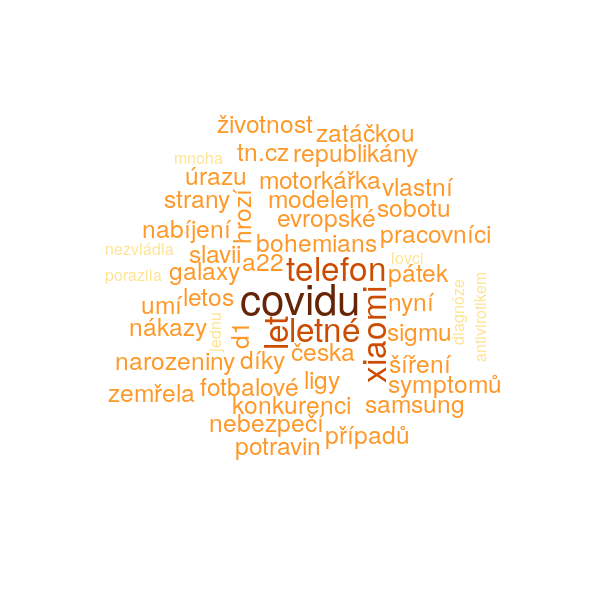 životnost
zatáčkou
tn.cz
republikány
mnoha
úrazu
motorkářka
vlastní
strany
hrozí
modelem
sobotu
evropské
nabíjení
pracovníci
bohemians
nezvládla
slavii
a22
lovci
galaxy
telefon
pátek
porazila
covidu
xiaomi
diagnóze
antivirotikem
umí
letos
nyní
nákazy
jednu
d1
let
letné
sigmu
česka
narozeniny
díky
šíření
zemřela
fotbalové
ligy
symptomů
konkurenci
samsung
nebezpečí
případů
potravin